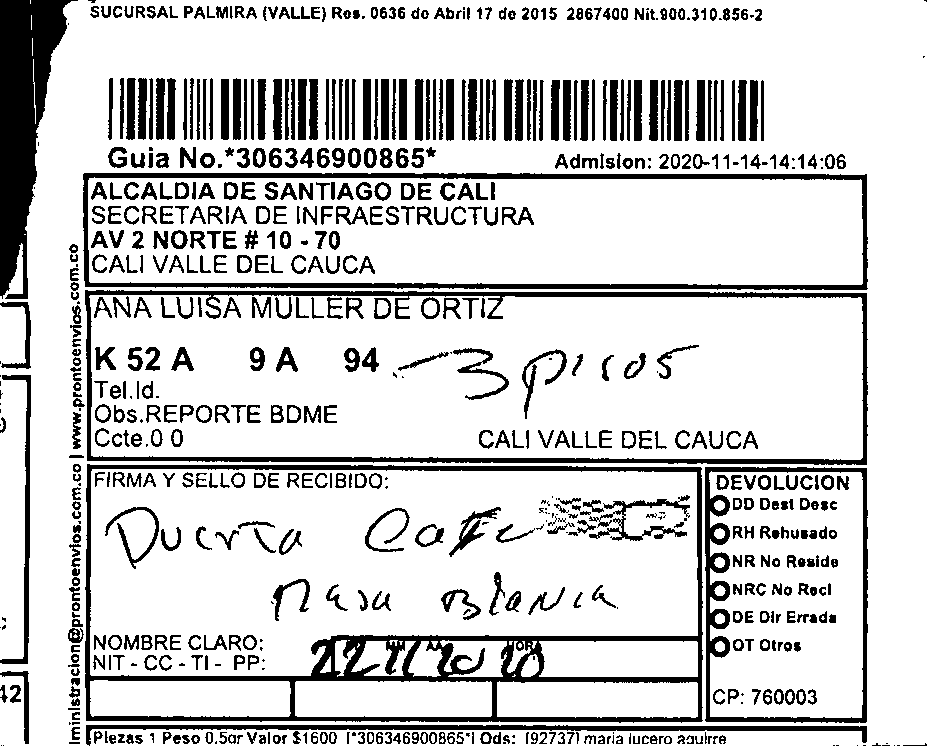 SUCURSAL PALMIRA (VALLE) Res. 0636 de Abril 17 de 2015 2867400 Nit.900.310.856-2
Guia No.*306346900865* Admision: 2020-11-14-14:14:06
ALCALDIA DE SANTIAGO DE CALI
SECRETARIA DE INFRAESTRUCTURA
AV 2 NORTE # 10 - 70
CALI VALLE DEL CAUCA
ANA LUISA MULLER DE ORTIZ
K 52 A 9 A 94 3 pisos
Tel.Id.
Obs.REPORTE BDME
Ccte.0 0 CALI VALLE DEL CAUCA
FIRMA Y SELLO DE RECIBIDO:
Puerta Cafe
Blanca
NOMBRE CLARO:
NIT - CC - TI - PP:
MM AA HORA
DEVOLUCION
DD Dest Desc
RH Rehusado
NR No Reside
NRC No Recl
DE Dir Errada
OT Otros
CP: 760003
Piezas 1 Peso 0.5gr Valor $1600 [*306346900865*] Ods: [92737] maria lucero aguirre
ministracion@prontoenvios.com.co | www.prontoenvios.com.co
42